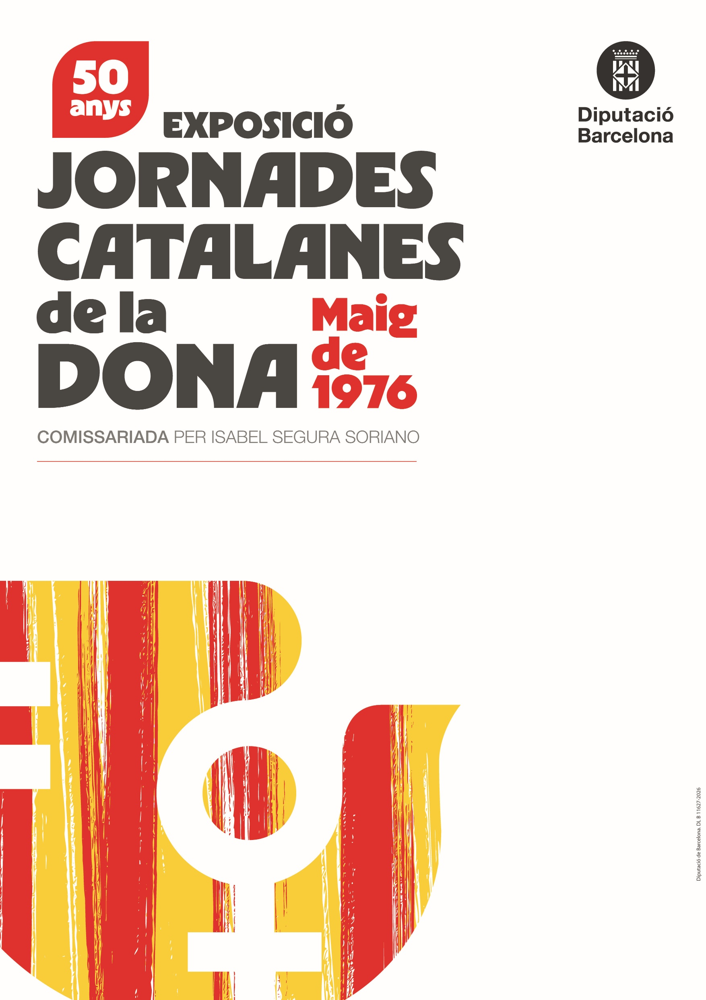 50
anys
EXPOSICIÓ
JORNADES
CATALANES
de la
DONA
Maig
de
1976
COMISSARIADA PER ISABEL SEGURA SORIANO
Diputació
Barcelona
Diputació de Barcelona. DL B 11627-2026